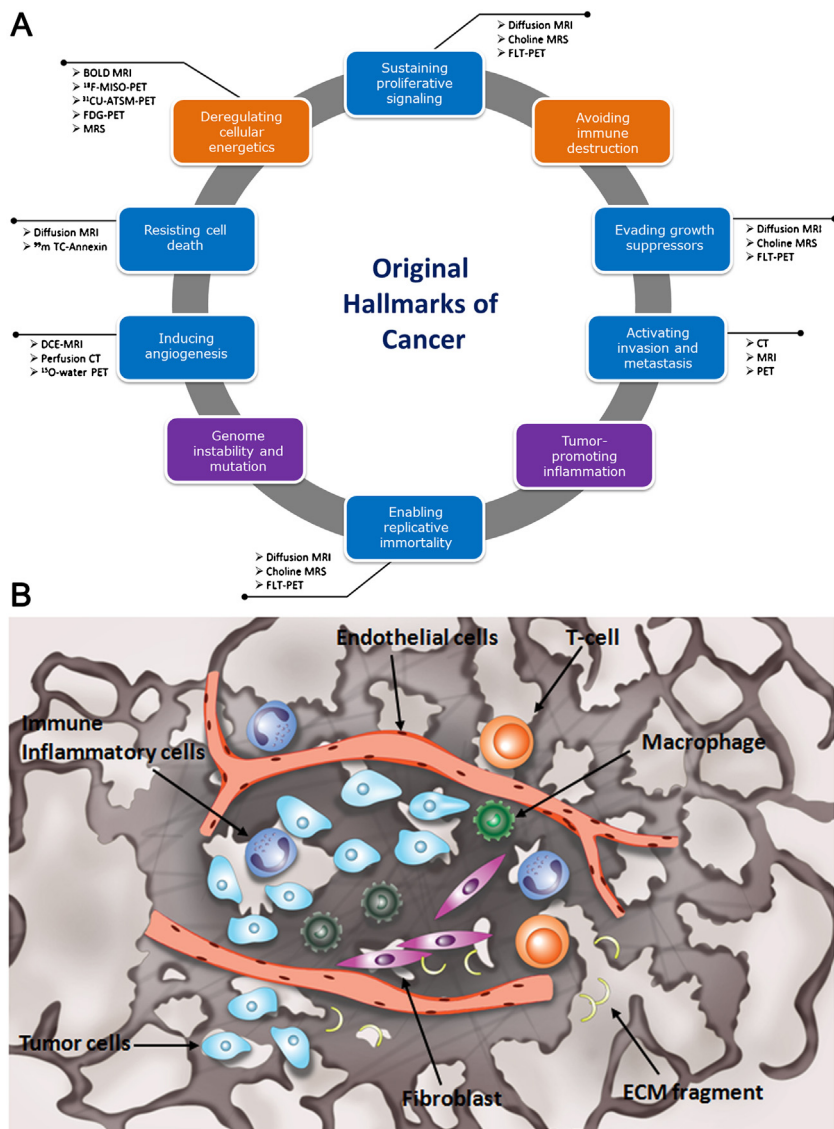 A
➢ Diffusion MRI
➢ Choline MRS
➢ FLT-PET
➢ BOLD MRI
➢ ¹⁸F-MISO-PET
➢ ³¹CU-ATSM-PET
➢ FDG-PET
➢ MRS
Sustaining
proliferative
signaling
Deregulating
cellular
energetics
Avoiding
immune
destruction
➢ Diffusion MRI
➢ ⁹⁹m TC-Annexin
Resisting cell
death
Evading growth
suppressors
➢ Diffusion MRI
➢ Choline MRS
➢ FLT-PET
Original
Hallmarks of
Cancer
➢ DCE-MRI
➢ Perfusion CT
➢ ¹⁵O-water PET
Inducing
angiogenesis
Activating
invasion and
metastasis
➢ CT
➢ MRI
➢ PET
Genome
instability and
mutation
Tumor-
promoting
inflammation
Enabling
replicative
immortality
➢ Diffusion MRI
➢ Choline MRS
➢ FLT-PET
B
Endothelial cells
T-cell
Immune
Inflammatory cells
Macrophage
Tumor cells
Fibroblast
ECM fragment